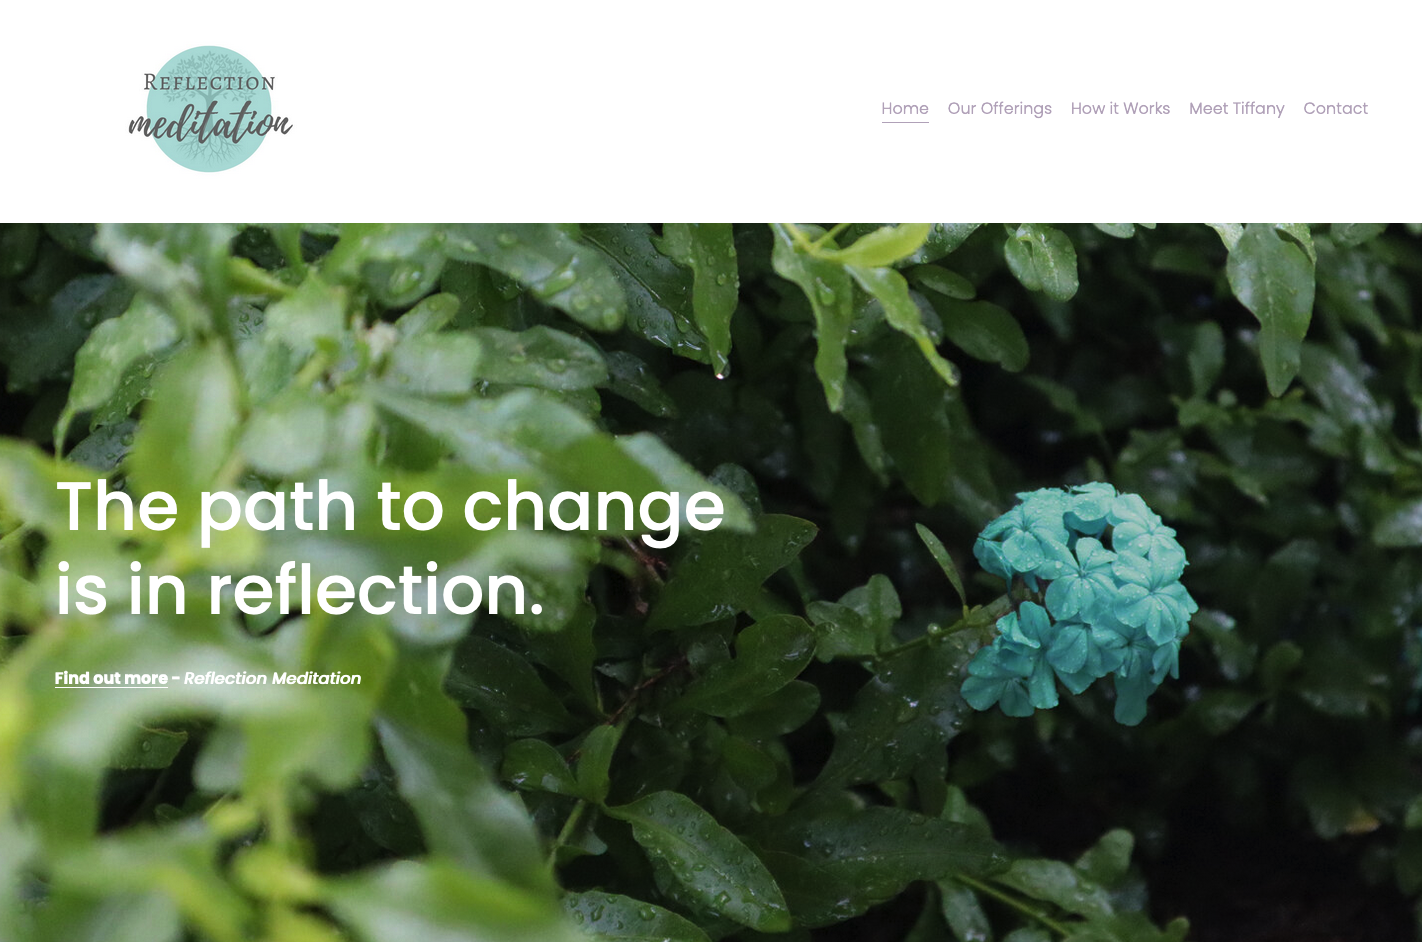 Reflection
meditation
Home Our Offerings How it Works Meet Tiffany Contact
The path to change
is in reflection.
Find out more - Reflection Meditation